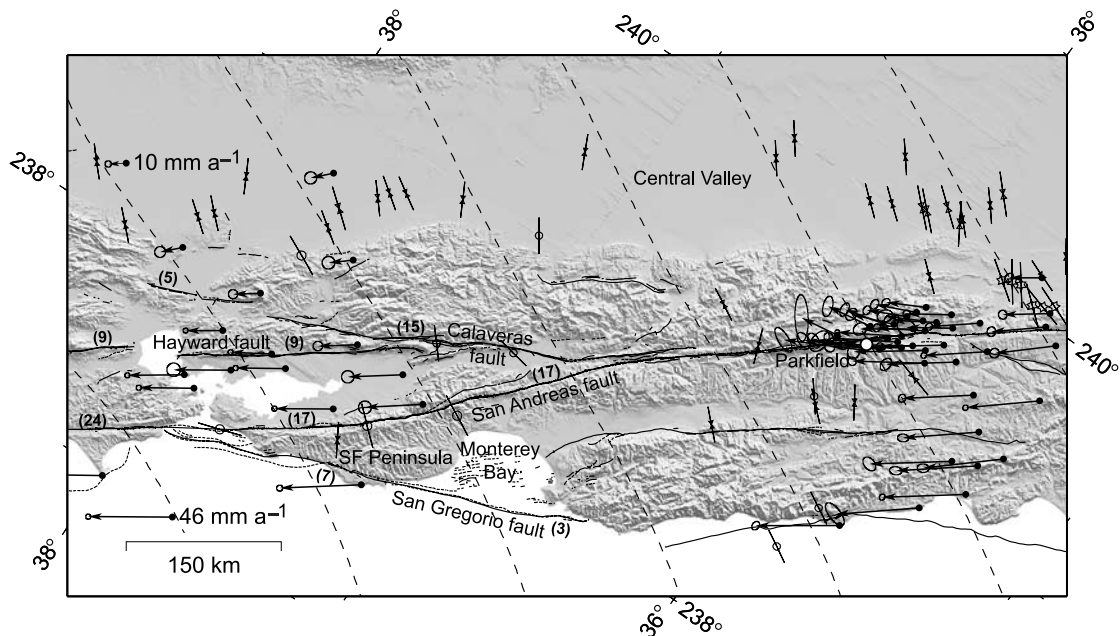 38°
240°
36°
238°
10 mm a⁻¹
Central Valley
(5)
(15)
(9)
Hayward fault
(9)
Calaveras
fault
Parkfield
240°
(17)
San Andreas fault
(24)
(17)
SF Peninsula
Monterey
Bay
(7)
San Gregorio fault
(3)
46 mm a⁻¹
38°
150 km
36°
238°